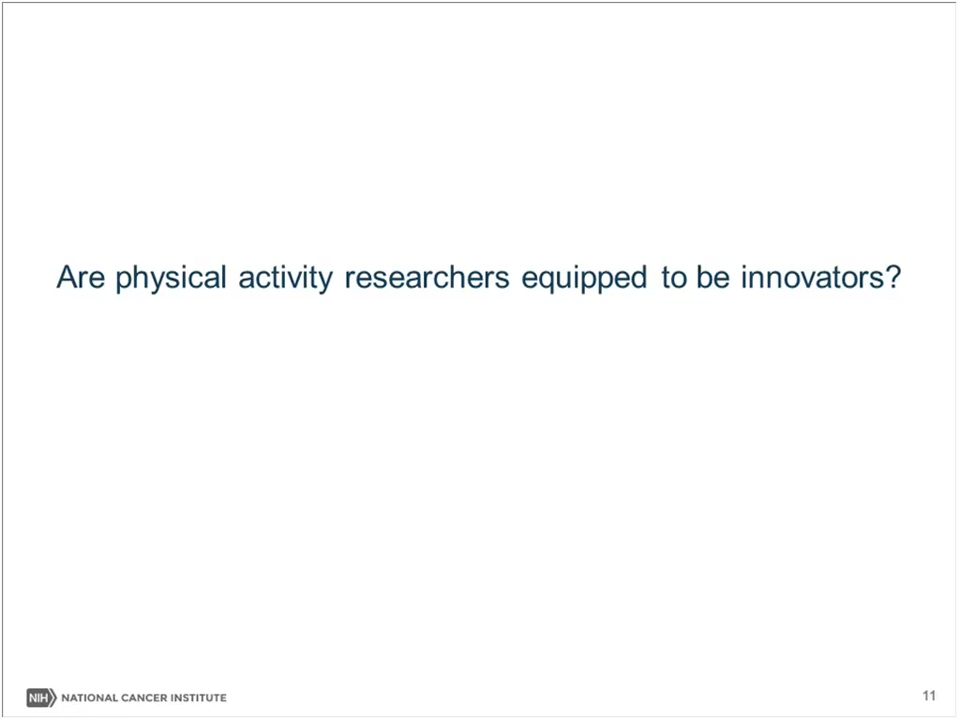 Are physical activity researchers equipped to be innovators?
NIH NATIONAL CANCER INSTITUTE
11